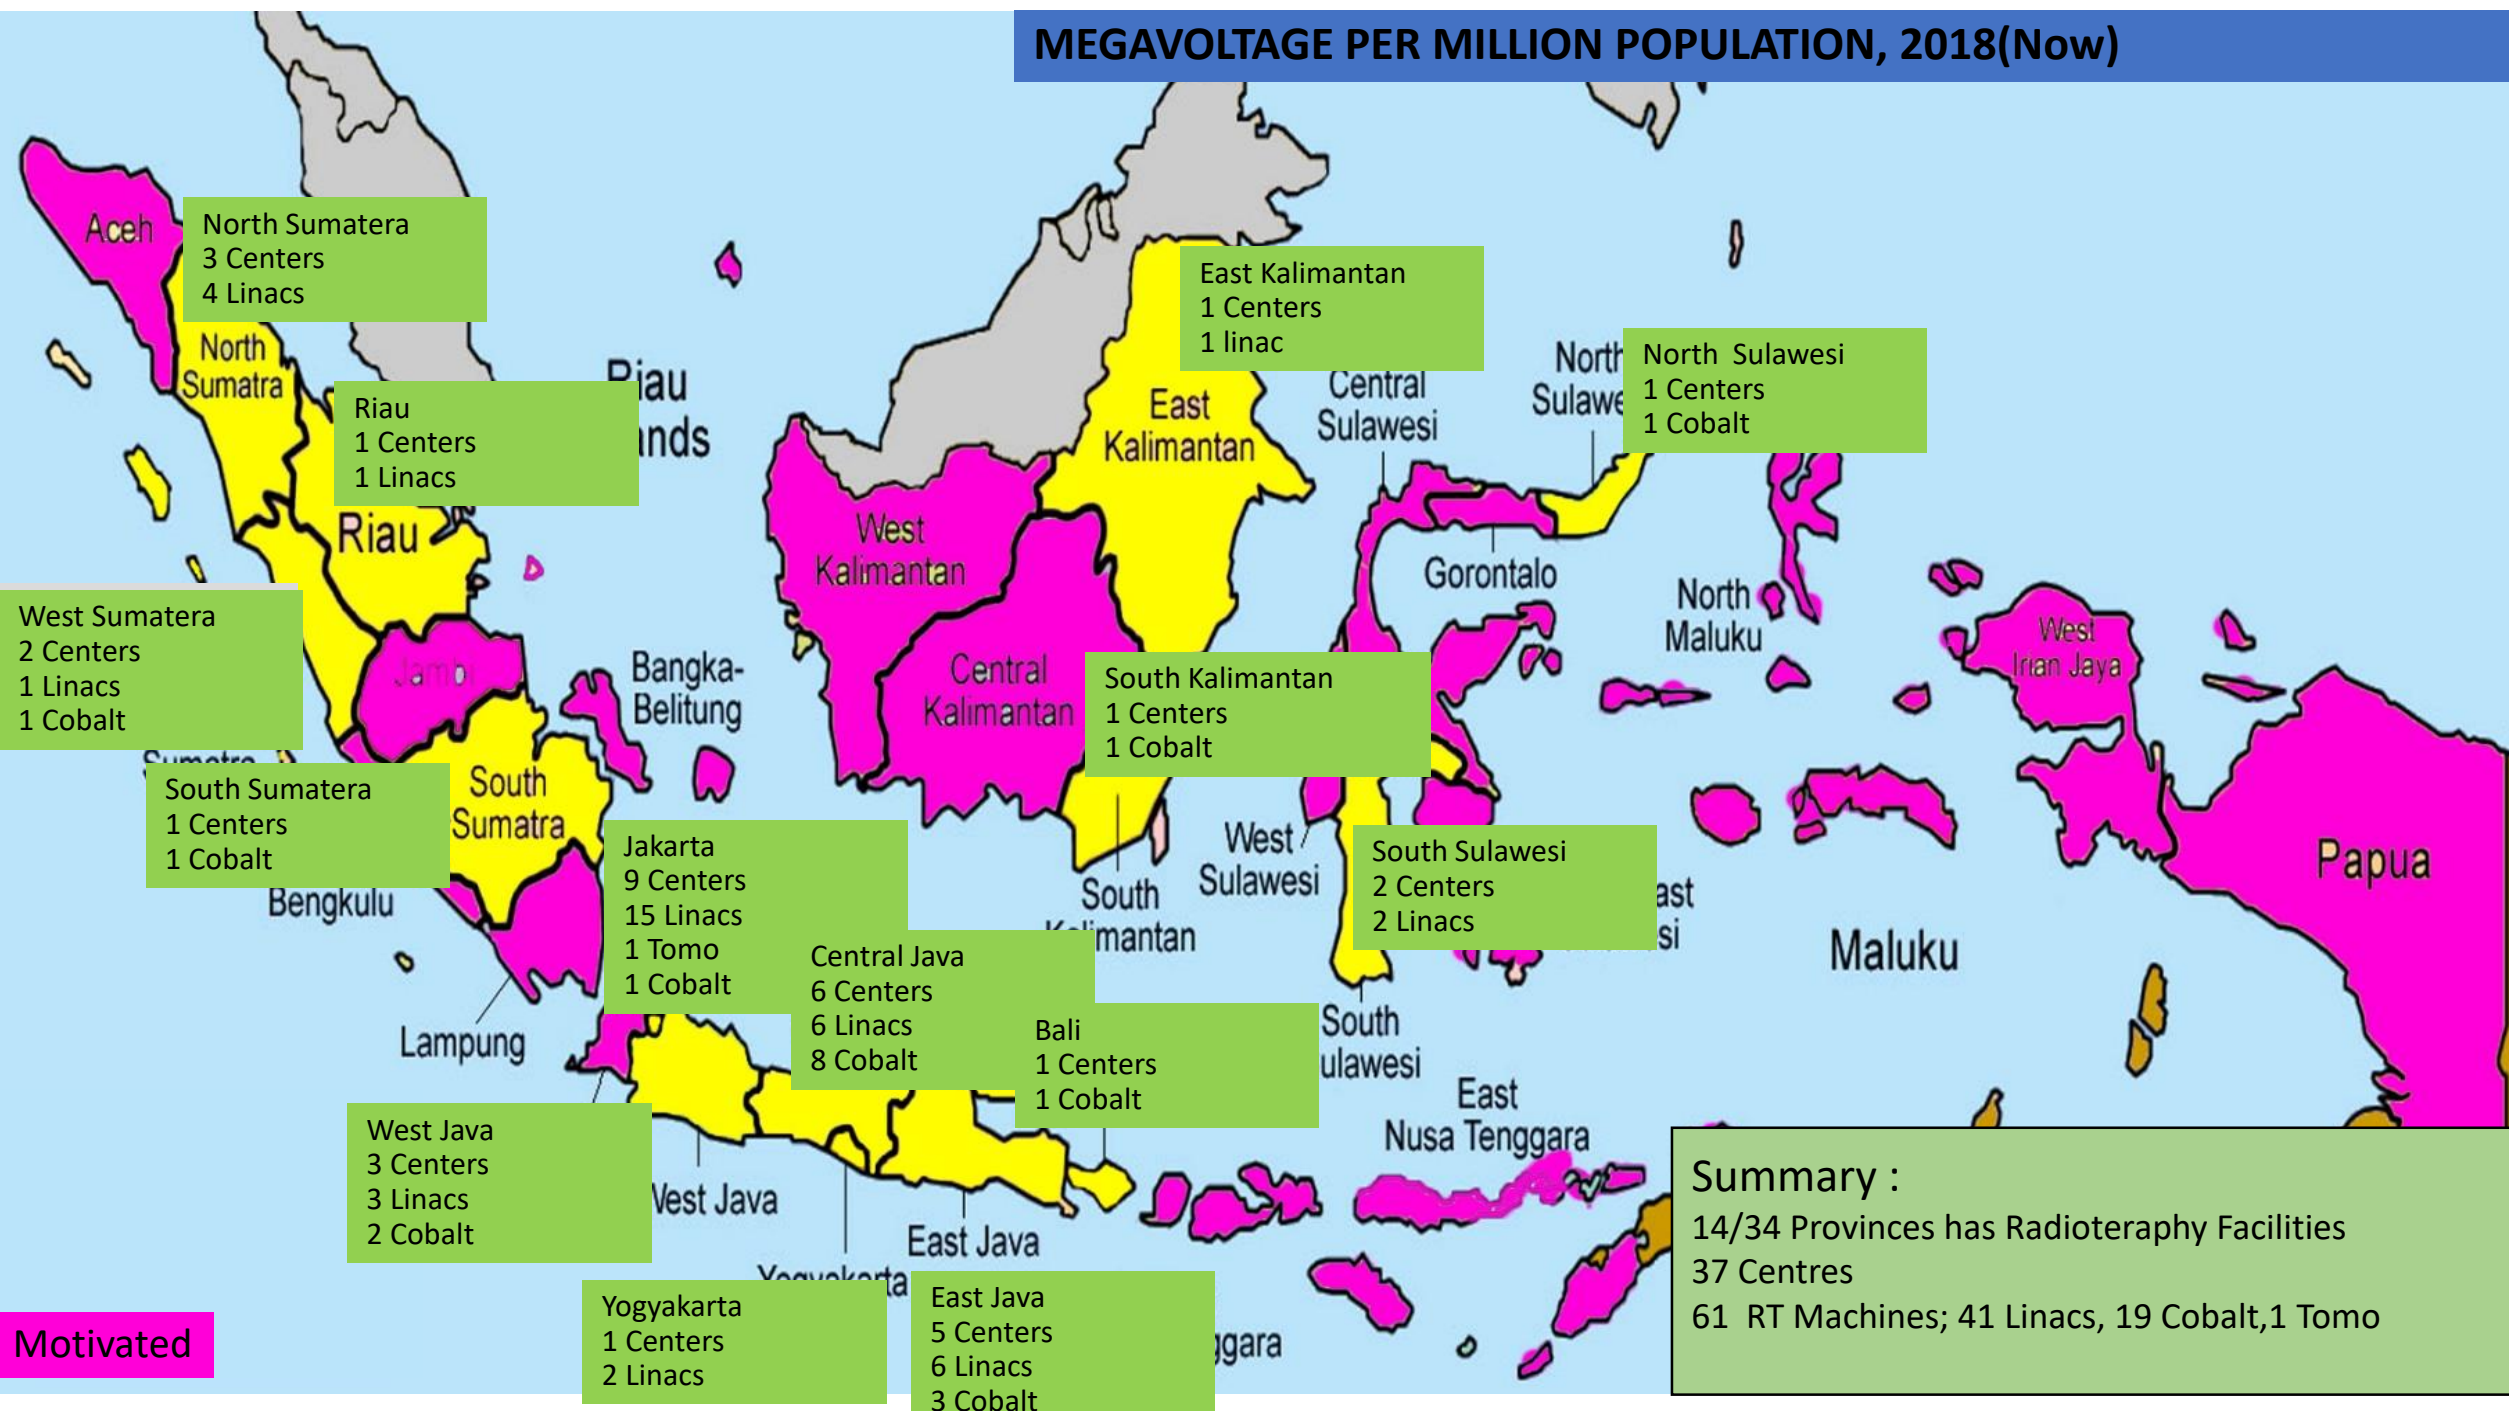 MEGAVOLTAGE PER MILLION POPULATION, 2018(Now)
Aceh
North Sumatera
3 Centers
4 Linacs
North
Sumatra
Riau
1 Centers
1 Linacs
Riau
East Kalimantan
1 Centers
1 linac
East
Kalimantan
Central
Sulawesi
North
North  Sulawesi
1 Centers
1 Cobalt
West
Kalimantan
Gorontalo
North
Maluku
West
Irian Jaya
West Sumatera
2 Centers
1 Linacs
1 Cobalt
Jambi
Bangka-
Belitung
Central
Kalimantan
South Kalimantan
1 Centers
1 Cobalt
South Sumatera
1 Centers
1 Cobalt
South
Sumatra
Bengkulu
Jakarta
9 Centers
15 Linacs
1 Tomo
1 Cobalt
South
West
Sulawesi
South Sulawesi
2 Centers
2 Linacs
Papua
Maluku
Lampung
Central Java
6 Centers
6 Linacs
8 Cobalt
Bali
1 Centers
1 Cobalt
South
East
Nusa Tenggara
West Java
3 Centers
3 Linacs
2 Cobalt
West Java
East Java
Yogyakarta
Yogyakarta
1 Centers
2 Linacs
East Java
5 Centers
6 Linacs
3 Cobalt
Motivated
Summary :
14/34 Provinces has Radioteraphy Facilities
37 Centres
61  RT Machines; 41 Linacs, 19 Cobalt,1 Tomo